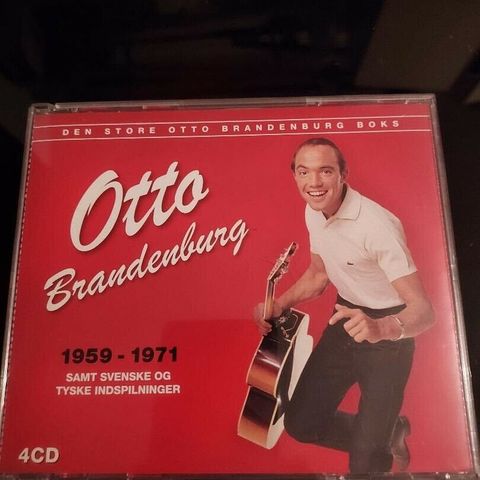 DEN STORE OTTO BRANDENBURG BOKS
Otto
Brandenburg
1959 - 1971
SAMT SVENSKE OG
TYSKE INDSPILNINGER
4CD